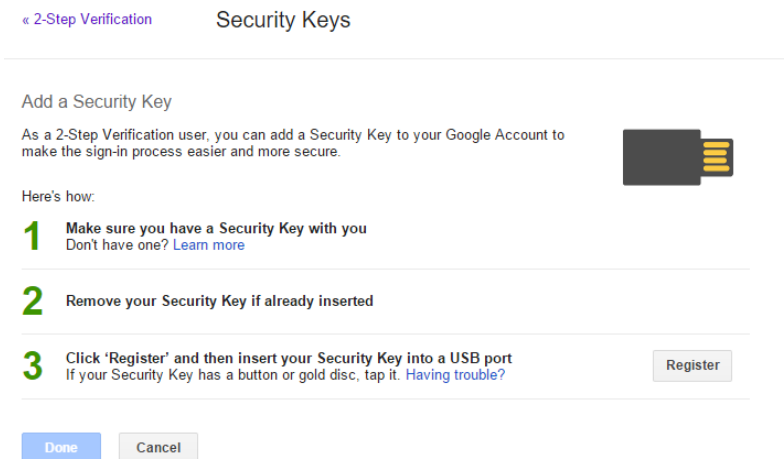 « 2-Step Verification Security Keys
Add a Security Key
As a 2-Step Verification user, you can add a Security Key to your Google Account to
make the sign-in process easier and more secure.
Here's how:
1 Make sure you have a Security Key with you
Don't have one? Learn more
2 Remove your Security Key if already inserted
3 Click ‘Register’ and then insert your Security Key into a USB port
If your Security Key has a button or gold disc, tap it. Having trouble?
Register
Done Cancel